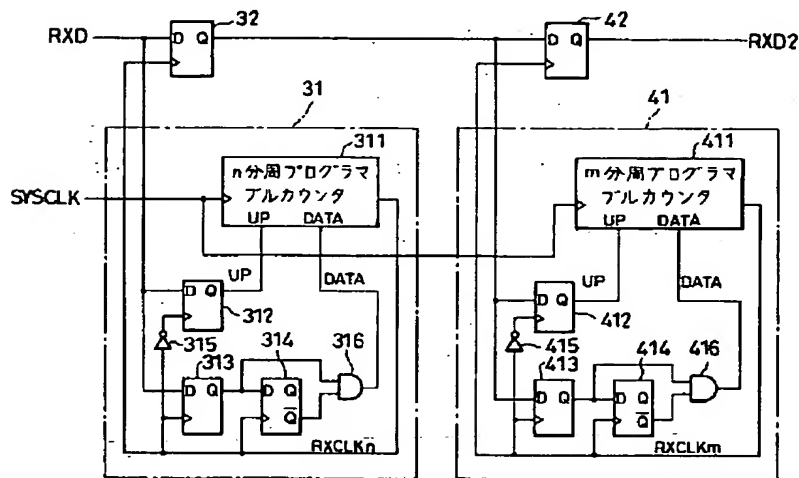 32
42
RXD
D Q
D Q
RXD2
31
41
311
411
n分周プログラマ
ブルカウンタ
UP DATA
m分周プログラマ
ブルカウンタ
UP DATA
SYSCLK
UP
DATA
UP
DATA
D Q
312
D Q
412
315
314
316
415
414
416
313
413
D Q
D Q
Q
D Q
D Q
Q
RXCLKn
RXCLKm